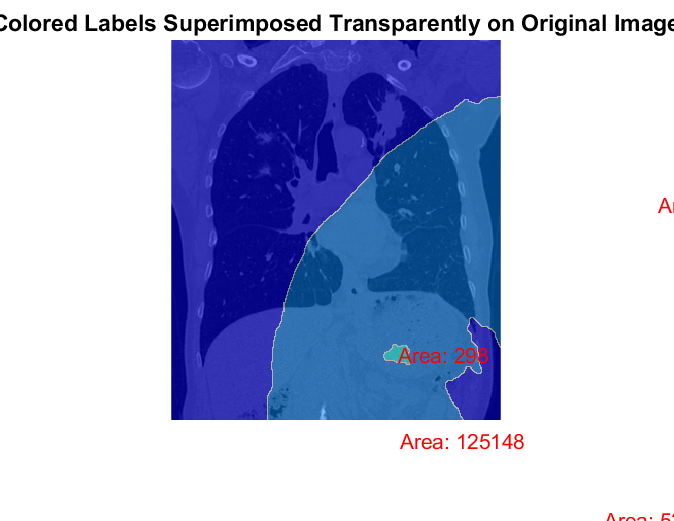 Colored Labels Superimposed Transparently on Original Image
Area: 298
Area: 125148